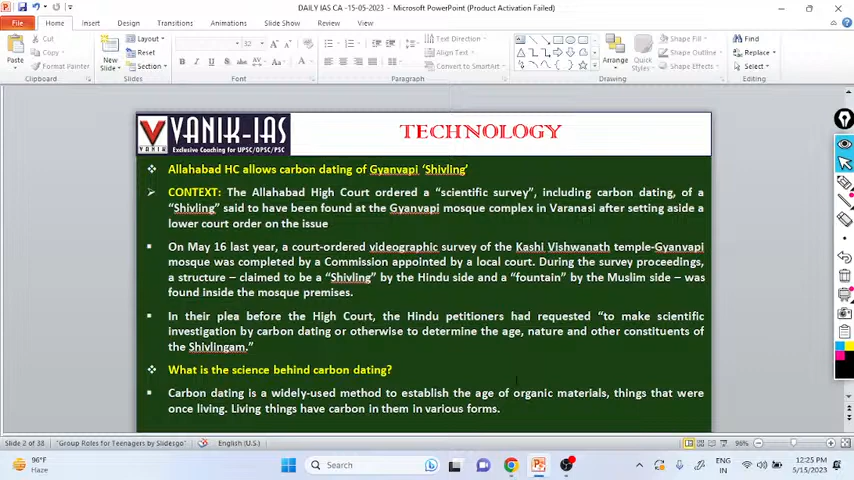 DAILY IAS CA -15-05-2023 - Microsoft PowerPoint (Product Activation Failed)
File Home Insert Design Transitions Animations Slide Show Review View
Cut
Copy
Format Painter
Paste
Clipboard
New
Slide
Layout
Reset
Section
Slides
32
Font
Paragraph
Text Direction
Align Text
Convert to SmartArt
Arrange
Quick
Styles
Shape Fill
Shape Outline
Shape Effects
Drawing
Find
Replace
Select
Editing
VANIK
VANIK-IAS
Exclusive Coaching for UPSC/OPSC/PSC
TECHNOLOGY
Allahabad HC allows carbon dating of Gyanvapi ‘Shivling’
CONTEXT: The Allahabad High Court ordered a “scientific survey”, including carbon dating, of a
“Shivling” said to have been found at the Gyanvapi mosque complex in Varanasi after setting aside a
lower court order on the issue
On May 16 last year, a court-ordered videographic survey of the Kashi Vishwanath temple-Gyanvapi
mosque was completed by a Commission appointed by a local court. During the survey proceedings,
a structure – claimed to be a “Shivling” by the Hindu side and a “fountain” by the Muslim side – was
found inside the mosque premises.
In their plea before the High Court, the Hindu petitioners had requested “to make scientific
investigation by carbon dating or otherwise to determine the age, nature and other constituents of
the Shivlingam.”
What is the science behind carbon dating?
Carbon dating is a widely-used method to establish the age of organic materials, things that were
once living. Living things have carbon in them in various forms.
Slide 2 of 38 "Group Roles for Teenagers by Slidesgo" English (U.S.) 98%
96°F
Haze
Search
ENG
IN
12:25 PM
5/15/2023